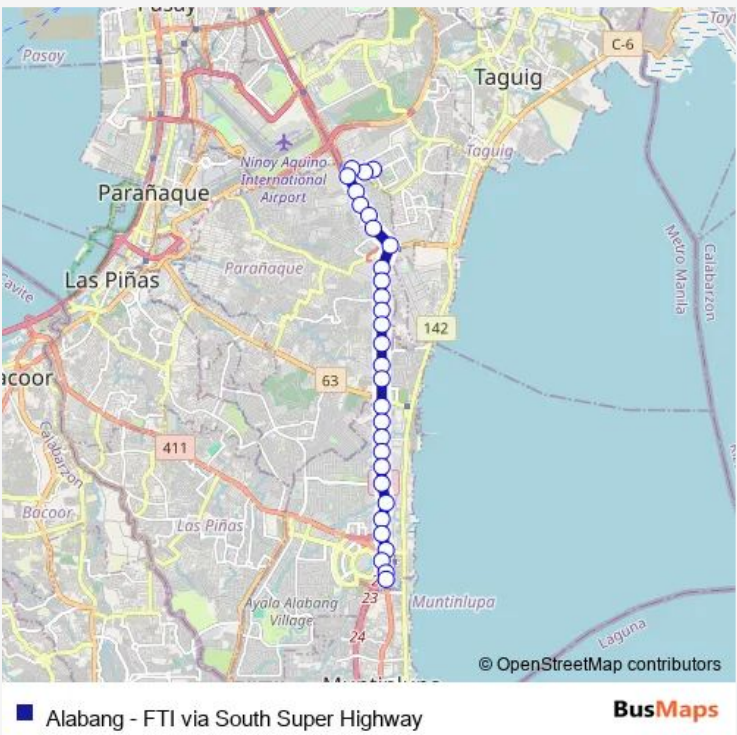 Pasay
Pasay
C-6
Taguig
Taguig
Ninoy Aquino
International
Airport
Parañaque
Parañaque
Metro Manila
Calabarzon
Las Piñas
Cavite
142
acoor
63
Calabarzon
411
Bacoor
Las Piñas
23
Ayala Alabang
Village
Muntinlupa
24
Laguna
© OpenStreetMap contributors
Muntinlupa
Alabang - FTI via South Super Highway
BusMaps